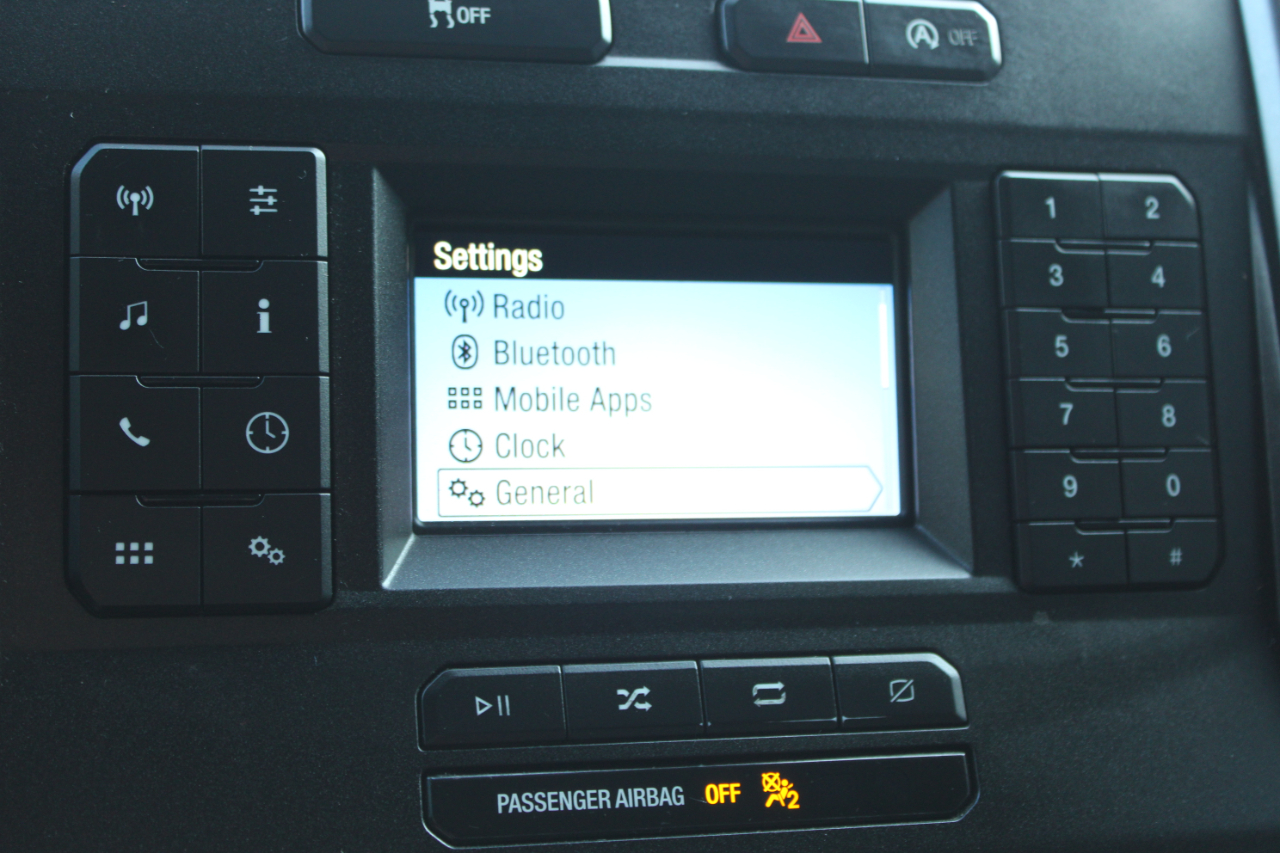 OFF
A OFF
Settings
Radio
Bluetooth
Mobile Apps
Clock
General
i
1 2
3 4
5 6
7 8
9 0
* #
PASSENGER AIRBAG OFF 2